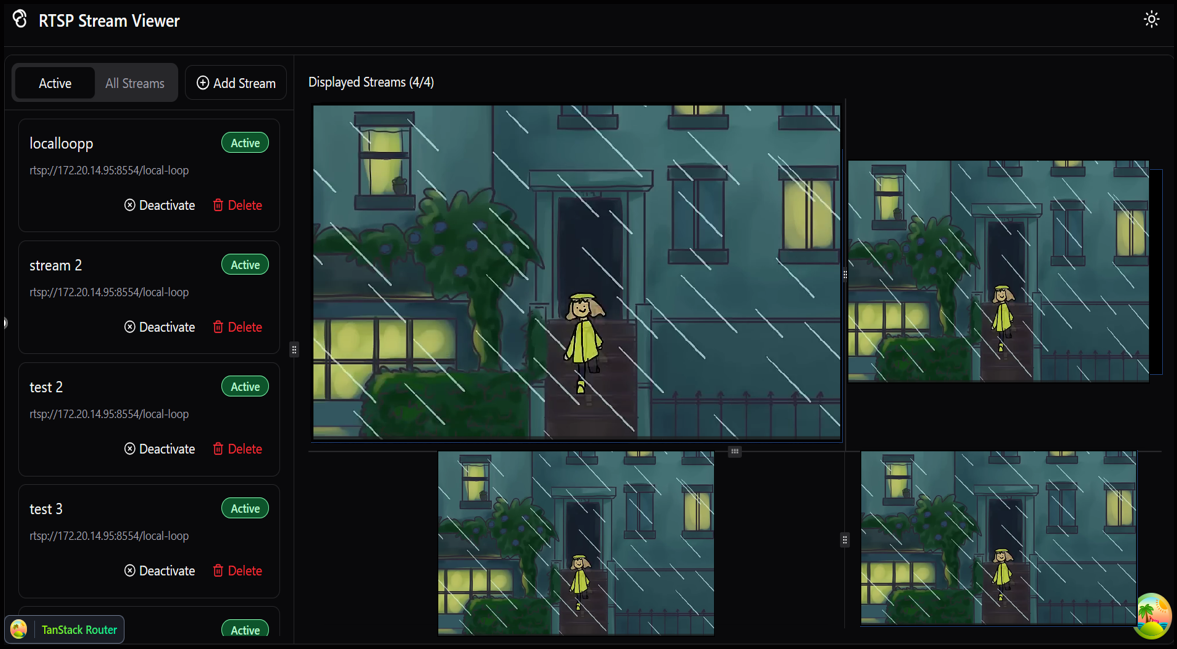 RTSP Stream Viewer
Active
All Streams
Add Stream
Displayed Streams (4/4)
localloopp
Active
rtsp://172.20.14.95:8554/local-loop
Deactivate
Delete
stream 2
Active
rtsp://172.20.14.95:8554/local-loop
Deactivate
Delete
test 2
Active
rtsp://172.20.14.95:8554/local-loop
Deactivate
Delete
test 3
Active
rtsp://172.20.14.95:8554/local-loop
Deactivate
Delete
Active
TanStack Router